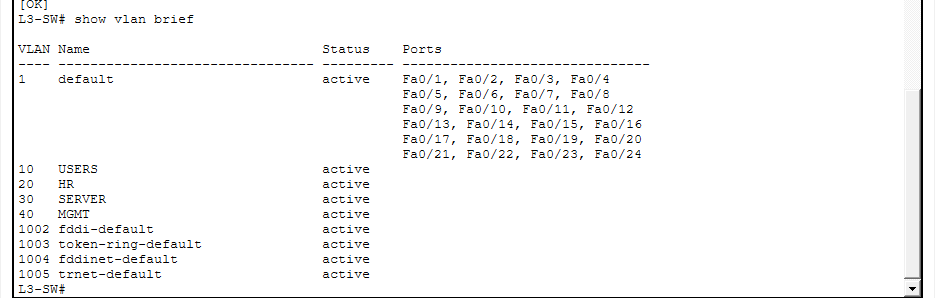 [OK]
L3-SW# show vlan brief
VLAN Name                             Status    Ports
---- -------------------------------- --------- -------------------------------
1    default                          active    Fa0/1, Fa0/2, Fa0/3, Fa0/4
                                                Fa0/5, Fa0/6, Fa0/7, Fa0/8
                                                Fa0/9, Fa0/10, Fa0/11, Fa0/12
                                                Fa0/13, Fa0/14, Fa0/15, Fa0/16
                                                Fa0/17, Fa0/18, Fa0/19, Fa0/20
                                                Fa0/21, Fa0/22, Fa0/23, Fa0/24
10   USERS                            active
20   HR                               active
30   SERVER                           active
40   MGMT                             active
1002 fddi-default                     active
1003 token-ring-default               active
1004 fddinet-default                  active
1005 trnet-default                    active
L3-SW#